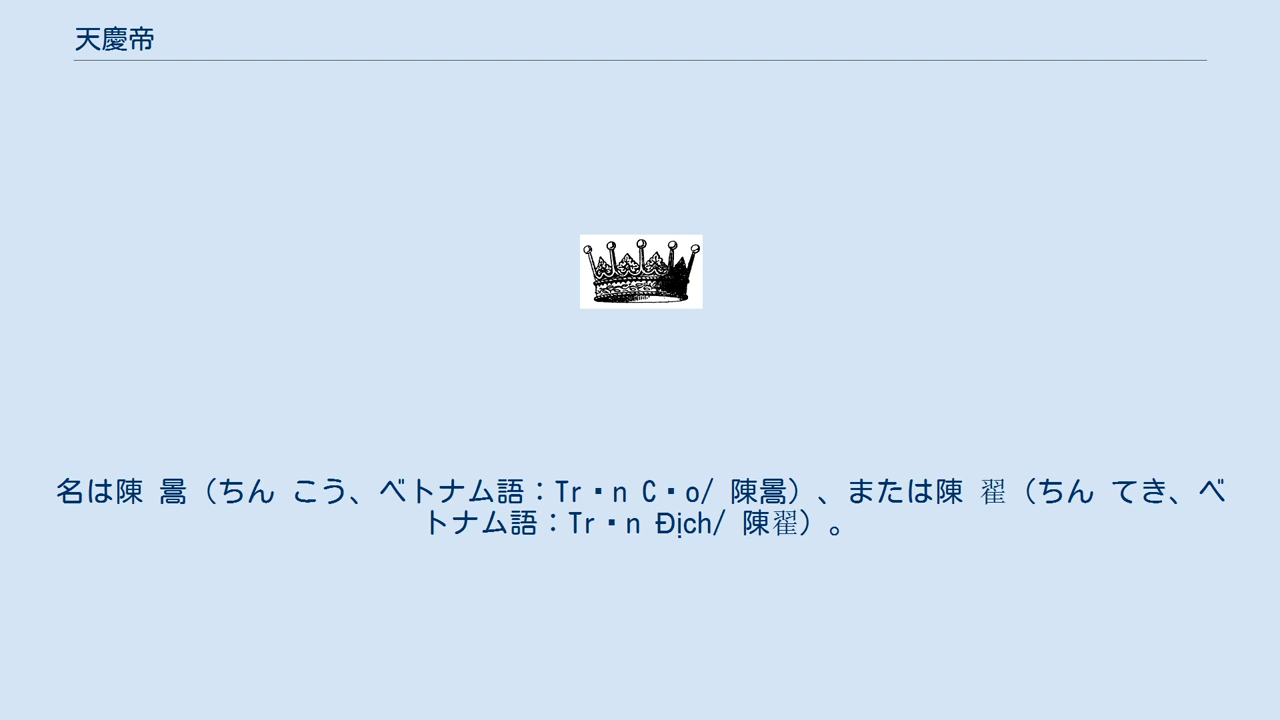 天慶帝
名は陳 暠（ちん こう、ベトナム語：Tr・n C・o/ 陳暠）、または陳 翟（ちん てき、ベ
トナム語：Tr・n Địch/ 陳翟）。